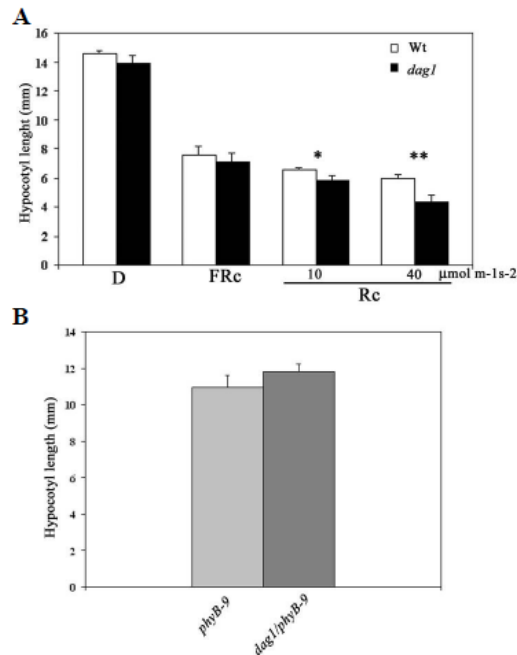 A
16
14
12
10
8
6
4
2
0
Hypocotyl lenght (mm)
Wt
dag1
*
**
D
FRc
10
40
μmol m-1s-2
Rc
B
14
12
10
8
6
4
2
0
Hypocotyl length (mm)
phyB-9
dag1/phyB-9